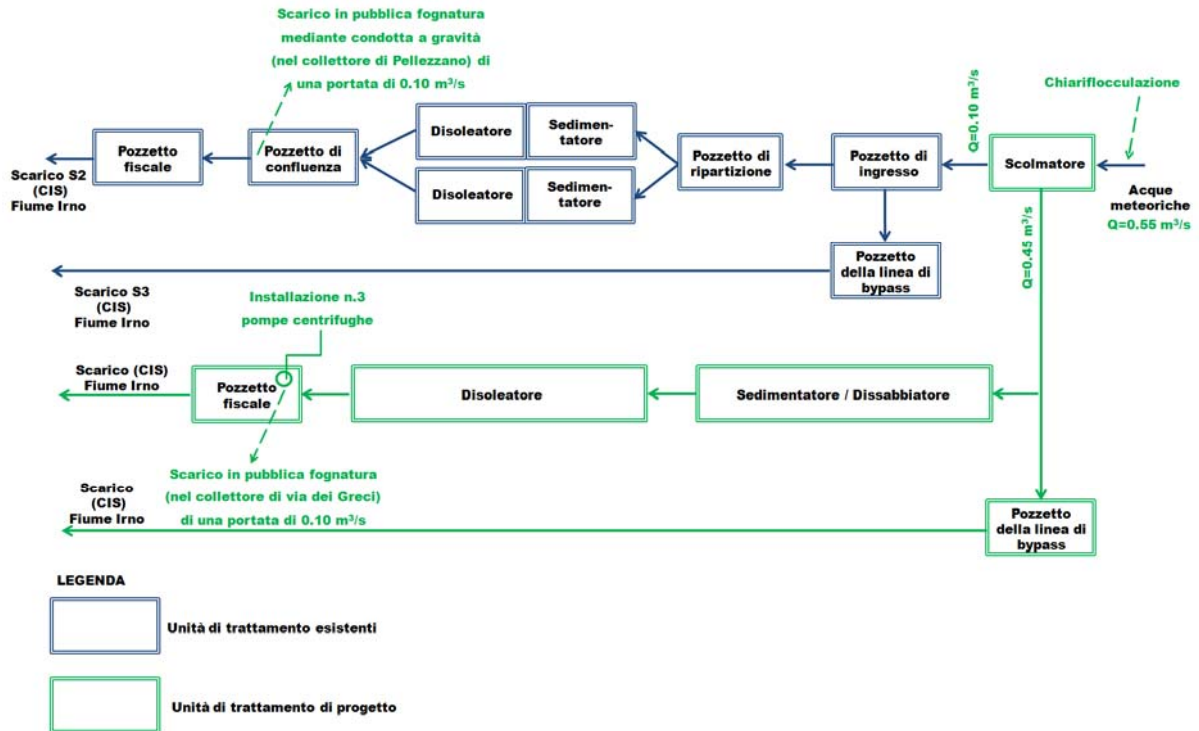 Scarico in pubblica fognatura
mediante condotta a gravità
(nel collettore di Pellezzano) di
una portata di 0.10 m³/s
Chiariflocculazione
Q=0.10 m³/s
Pozzetto
fiscale
Pozzetto di
confluenza
Disoleatore
Sedimen-
tatore
Disoleatore
Sedimen-
tatore
Pozzetto di
ripartizione
Pozzetto di
ingresso
Scolmatore
Scarico S2
(CIS)
Fiume Irno
Acque
meteoriche
Q=0.55 m³/s
Q=0.45 m³/s
Pozzetto
della linea di
bypass
Scarico S3
(CIS)
Fiume Irno
Installazione n.3
pompe centrifughe
Scarico (CIS)
Fiume Irno
Pozzetto
fiscale
Disoleatore
Sedimentatore / Dissabbiatore
Scarico in pubblica fognatura
(nel collettore di via dei Greci)
di una portata di 0.10 m³/s
Scarico
(CIS)
Fiume Irno
Pozzetto
della linea di
bypass
LEGENDA
Unità di trattamento esistenti
Unità di trattamento di progetto